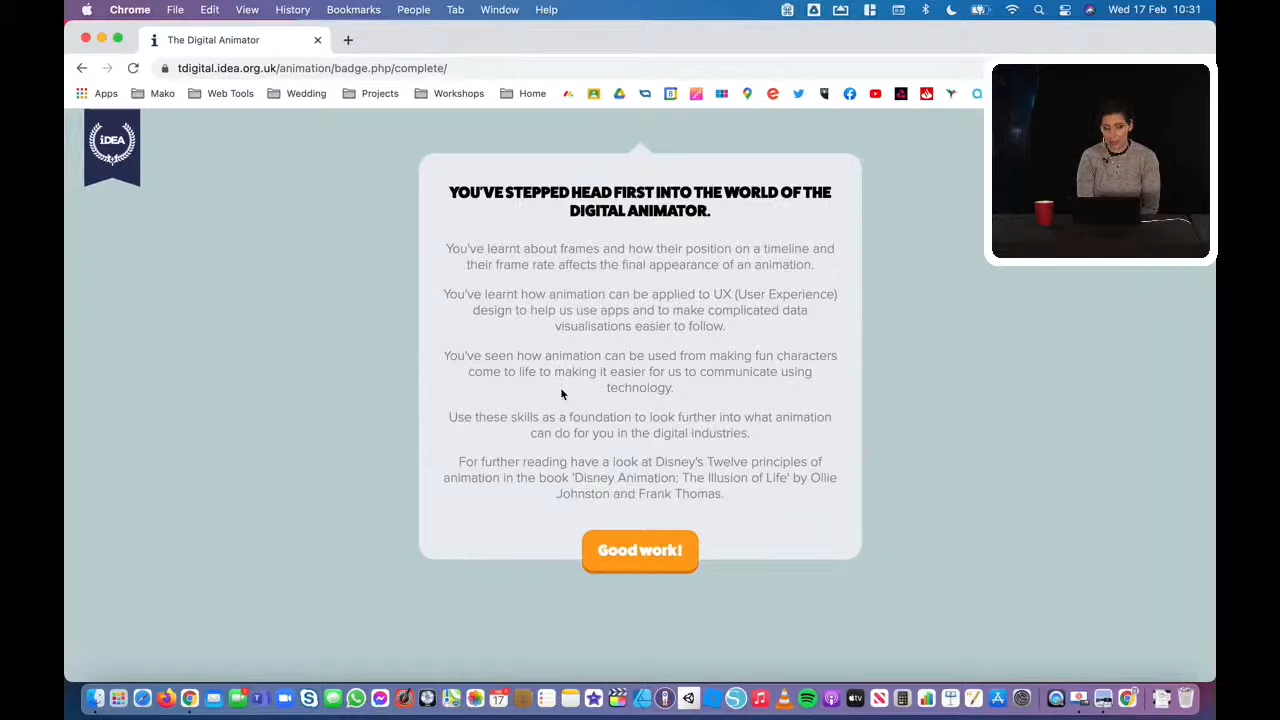 Chrome File Edit View History Bookmarks People Tab Window Help Wed 17 Feb 10:31
The Digital Animator
tdigital.idea.org.uk/animation/badge.php/complete/
Apps Mako Web Tools Wedding Projects Workshops Home
iDEA
YOU'VE STEPPED HEAD FIRST INTO THE WORLD OF THE
DIGITAL ANIMATOR.
You've learnt about frames and how their position on a timeline and
their frame rate affects the final appearance of an animation.
You've learnt how animation can be applied to UX (User Experience)
design to help us use apps and to make complicated data
visualisations easier to follow.
You've seen how animation can be used from making fun characters
come to life to making it easier for us to communicate using
technology.
Use these skills as a foundation to look further into what animation
can do for you in the digital industries.
For further reading have a look at Disney's Twelve principles of
animation in the book 'Disney Animation: The Illusion of Life' by Ollie
Johnston and Frank Thomas.
Good work!